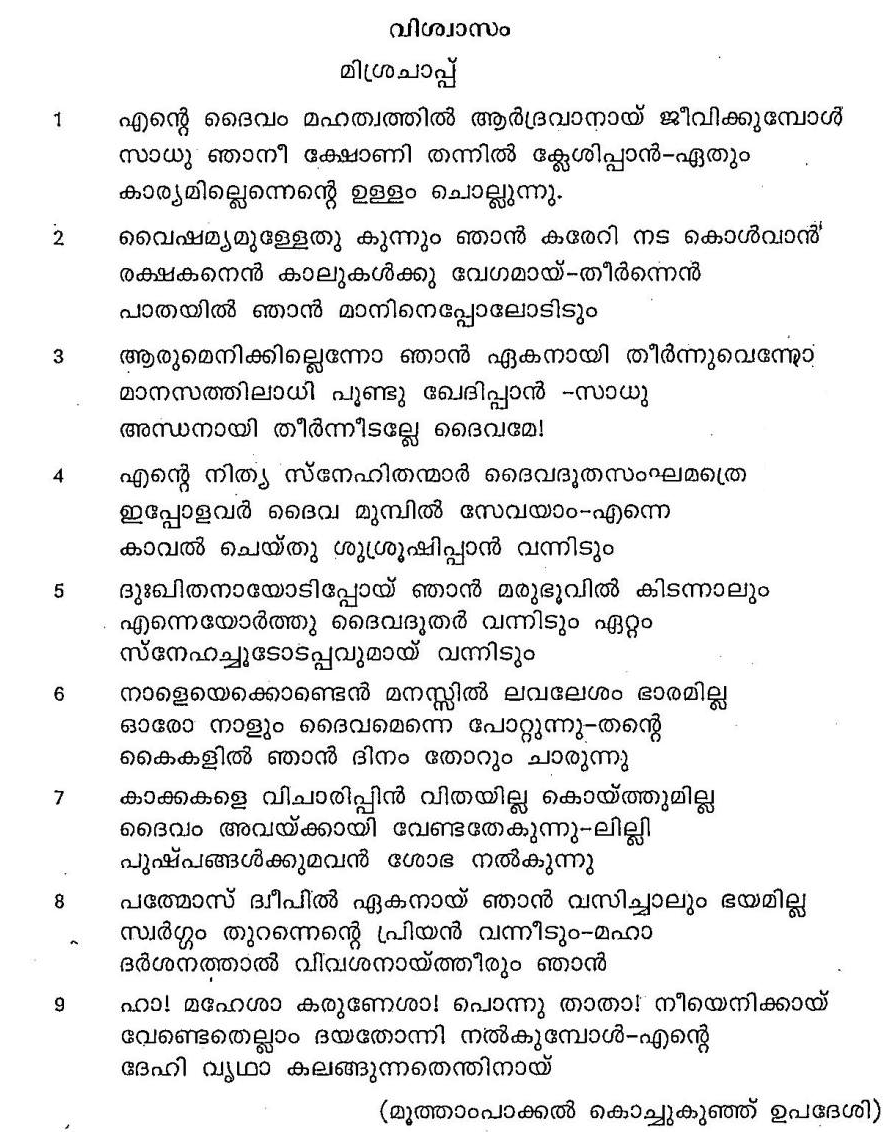 വിശ്വാസം
മിശ്രചാപ്പ്
1 എന്റെ ദൈവം മഹത്വത്തിൽ ആർദ്രവാനായ് ജീവിക്കുമ്പോൾ
സാധു ഞാനീ ക്ഷോണി തന്നിൽ ക്ലേശിപ്പാൻ-ഏതും
കാര്യമില്ലെന്നെന്റെ ഉള്ളം ചൊല്ലുന്നു.
2 വൈഷമ്യമുള്ളേതു കുന്നും ഞാൻ കരേറി നട കൊൾവാൻ
രക്ഷകനെൻ കാലുകൾക്കു വേഗമായ്-തീർന്നെൻ
പാതയിൽ ഞാൻ മാനിനെപ്പോലോടിടും
3 ആരുമെനിക്കില്ലെന്നോ ഞാൻ ഏകനായി തീർന്നുവെന്നോ
മാനസത്തിലാധി പൂണ്ടു ഖേദിപ്പാൻ -സാധു
അന്ധനായി തീർന്നീടല്ലേ ദൈവമേ!
4 എന്റെ നിത്യ സ്നേഹിതന്മാർ ദൈവദൂതസംഘമത്രെ
ഇപ്പോളവർ ദൈവ മുമ്പിൽ സേവയാം-എന്നെ
കാവൽ ചെയ്തു ശുശ്രൂഷിപ്പാൻ വന്നിടും
5 ദുഃഖിതനായോടിപ്പോയ് ഞാൻ മരുഭൂവിൽ കിടന്നാലും
എന്നെയോർത്തു ദൈവദൂതർ വന്നിടും ഏറ്റം
സ്നേഹച്ചൂടോടപ്പവുമായ് വന്നിടും
6 നാളെയെക്കൊണ്ടെൻ മനസ്സിൽ ലവലേശം ഭാരമില്ല
ഓരോ നാളും ദൈവമെന്നെ പോറ്റുന്നു-തന്റെ
കൈകളിൽ ഞാൻ ദിനം തോറും ചാരുന്നു
7 കാക്കകളെ വിചാരിപ്പിൻ വിതയില്ല കൊയ്ത്തുമില്ല
ദൈവം അവയ്ക്കായി വേണ്ടതേകുന്നു-ലില്ലി
പുഷ്പങ്ങൾക്കുമവൻ ശോഭ നൽകുന്നു
8 പത്മോസ് ദ്വീപിൽ ഏകനായ് ഞാൻ വസിച്ചാലും ഭയമില്ല
സ്വർഗ്ഗം തുറന്നെന്റെ പ്രിയൻ വന്നീടും-മഹാ
ദർശനത്താൽ വിവശനായ്ത്തീരും ഞാൻ
9 ഹാ! മഹേശാ കരുണേശാ! പൊന്നു താതാ! നീയെനിക്കായ്
വേണ്ടെതെല്ലാം ദയതോന്നി നൽകുമ്പോൾ-എന്റെ
ദേഹി വൃഥാ കലങ്ങുന്നതെന്തിനായ്
(മൂത്താംപാക്കൽ കൊച്ചുകുഞ്ഞ് ഉപദേശി)